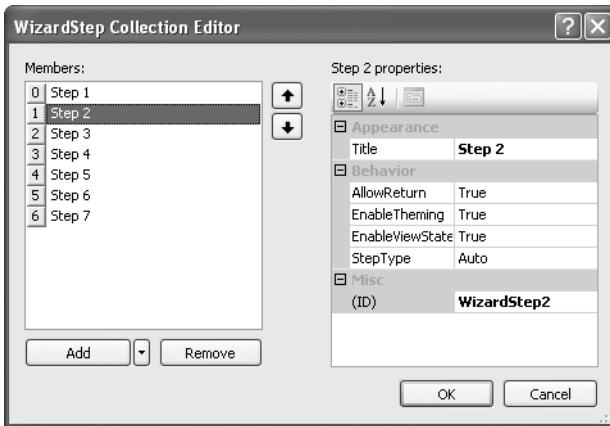 WizardStep Collection Editor
Members:
0 Step 1
1 Step 2
2 Step 3
3 Step 4
4 Step 5
5 Step 6
6 Step 7
Add
Remove
Step 2 properties:
Appearance
Title Step 2
Behavior
AllowReturn True
EnableTheming True
EnableViewState True
StepType Auto
Misc
(ID) WizardStep2
OK
Cancel